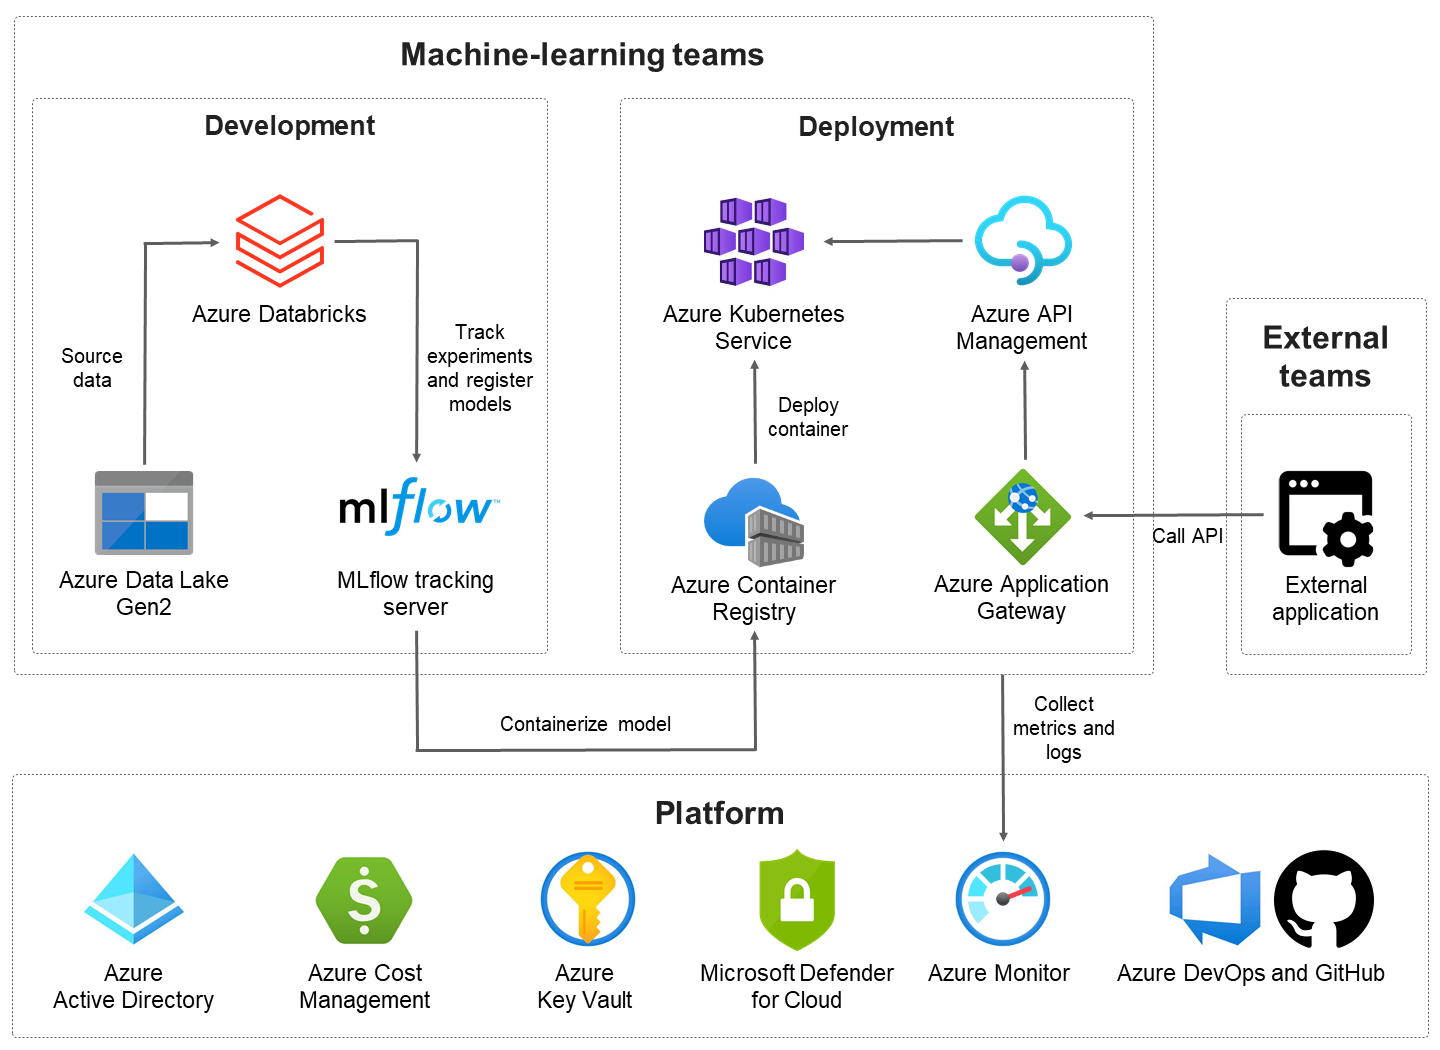 Machine-learning teams
Development
Azure Databricks
Source
data
Track
experiments
and register
models
Azure Data Lake
Gen2
mlflow™
MLflow tracking
server
Deployment
Azure Kubernetes
Service
Azure API
Management
Deploy
container
Azure Container
Registry
Azure Application
Gateway
External
teams
Call API
External
application
Containerize model
Collect
metrics and
logs
Platform
Azure
Active Directory
Azure Cost
Management
Azure
Key Vault
Microsoft Defender
for Cloud
Azure Monitor
Azure DevOps and GitHub